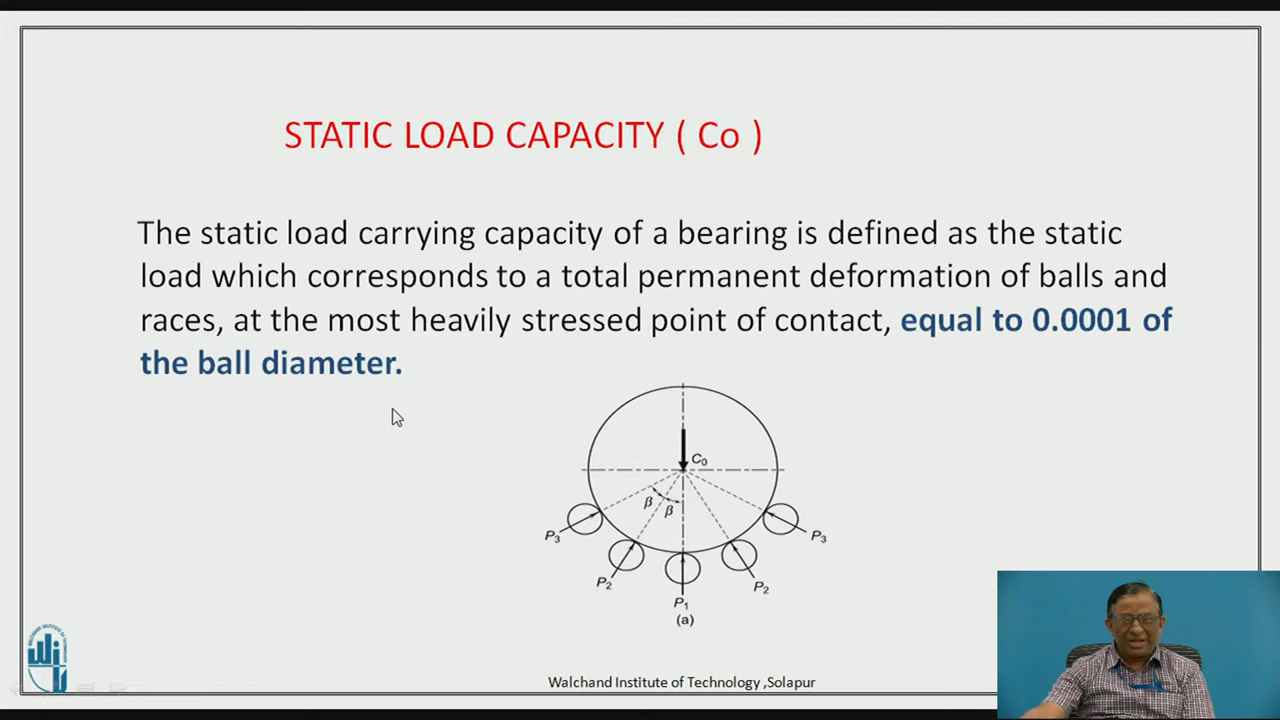 STATIC LOAD CAPACITY ( Co )
The static load carrying capacity of a bearing is defined as the static
load which corresponds to a total permanent deformation of balls and
races, at the most heavily stressed point of contact, equal to 0.0001 of
the ball diameter.
C₀
β
β
P₃
P₃
P₂
P₂
P₁
(a)
Walchand Institute of Technology ,Solapur